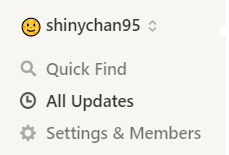 shinychan95
Quick Find
All Updates
Settings & Members